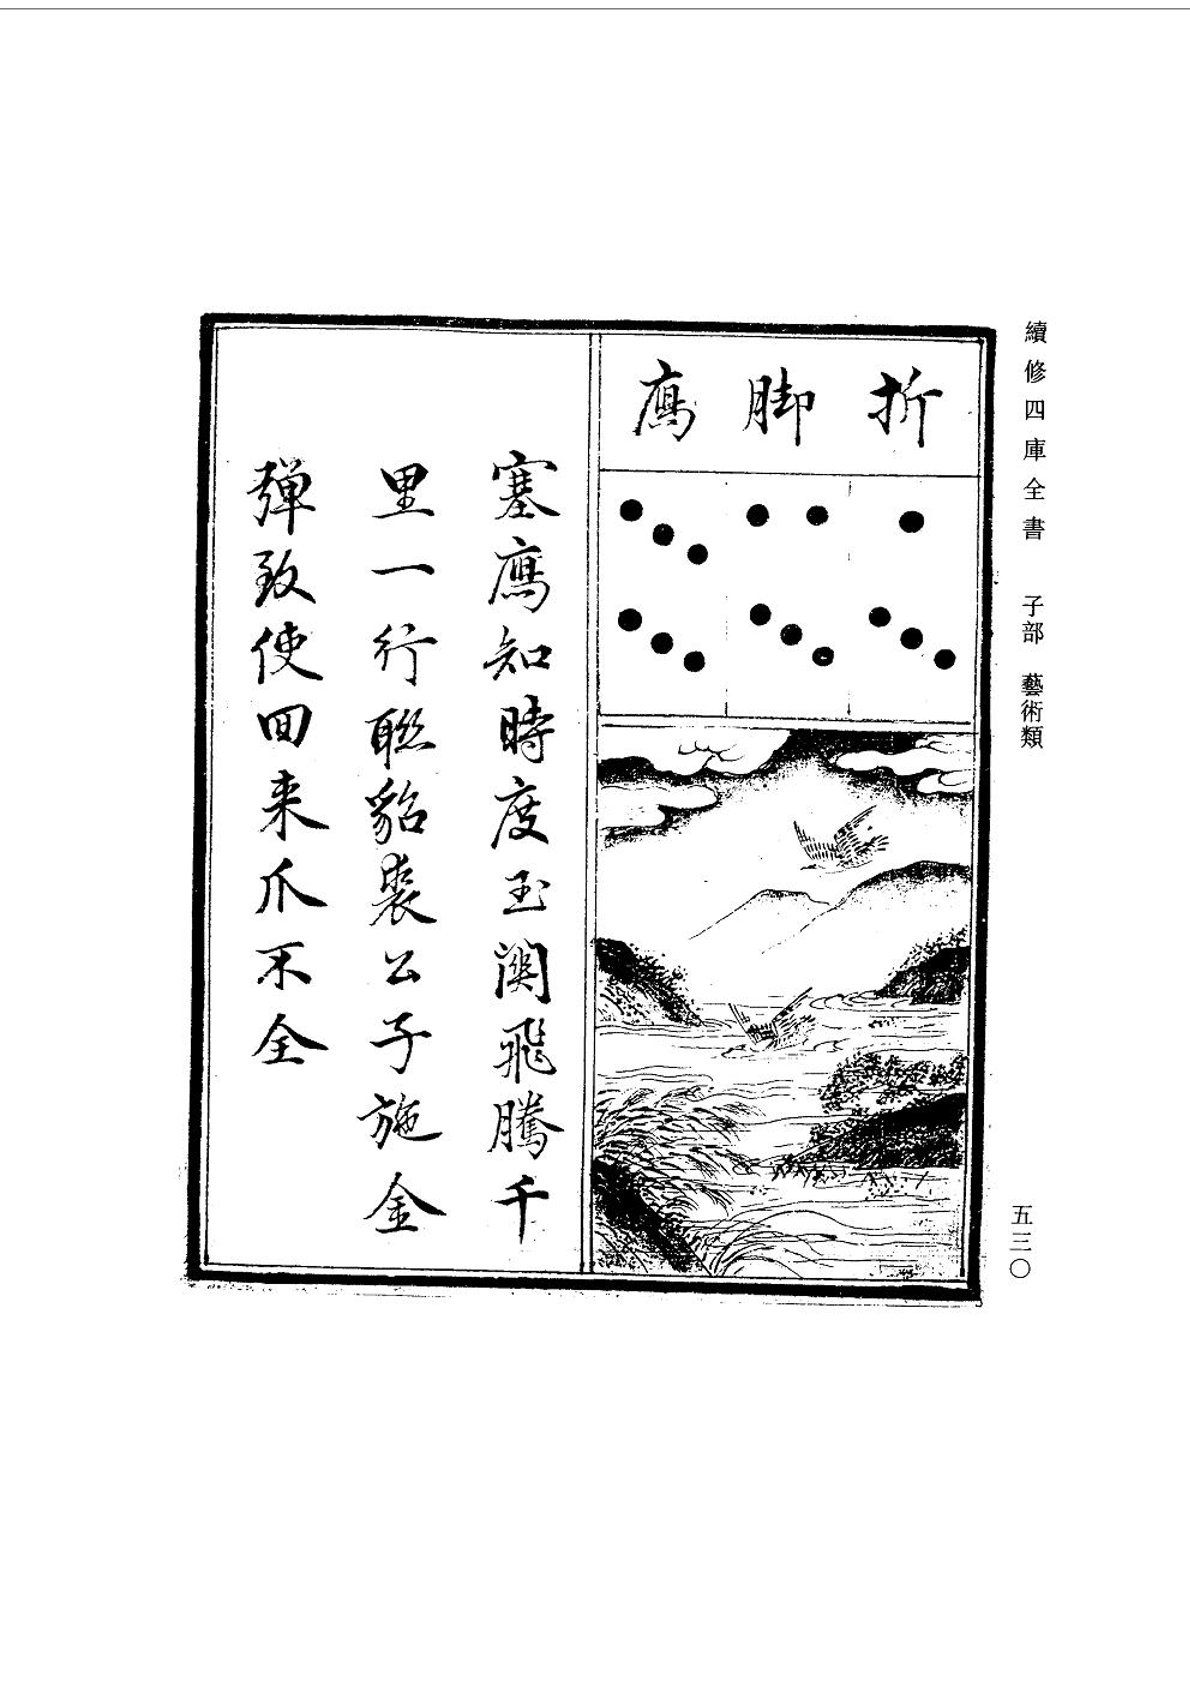 續修四庫全書　子部　藝術類
折脚鴈
塞鴈知時度玉関飛騰千
里一行聯貂裘公子施金
彈致使囬来爪不全
五三〇